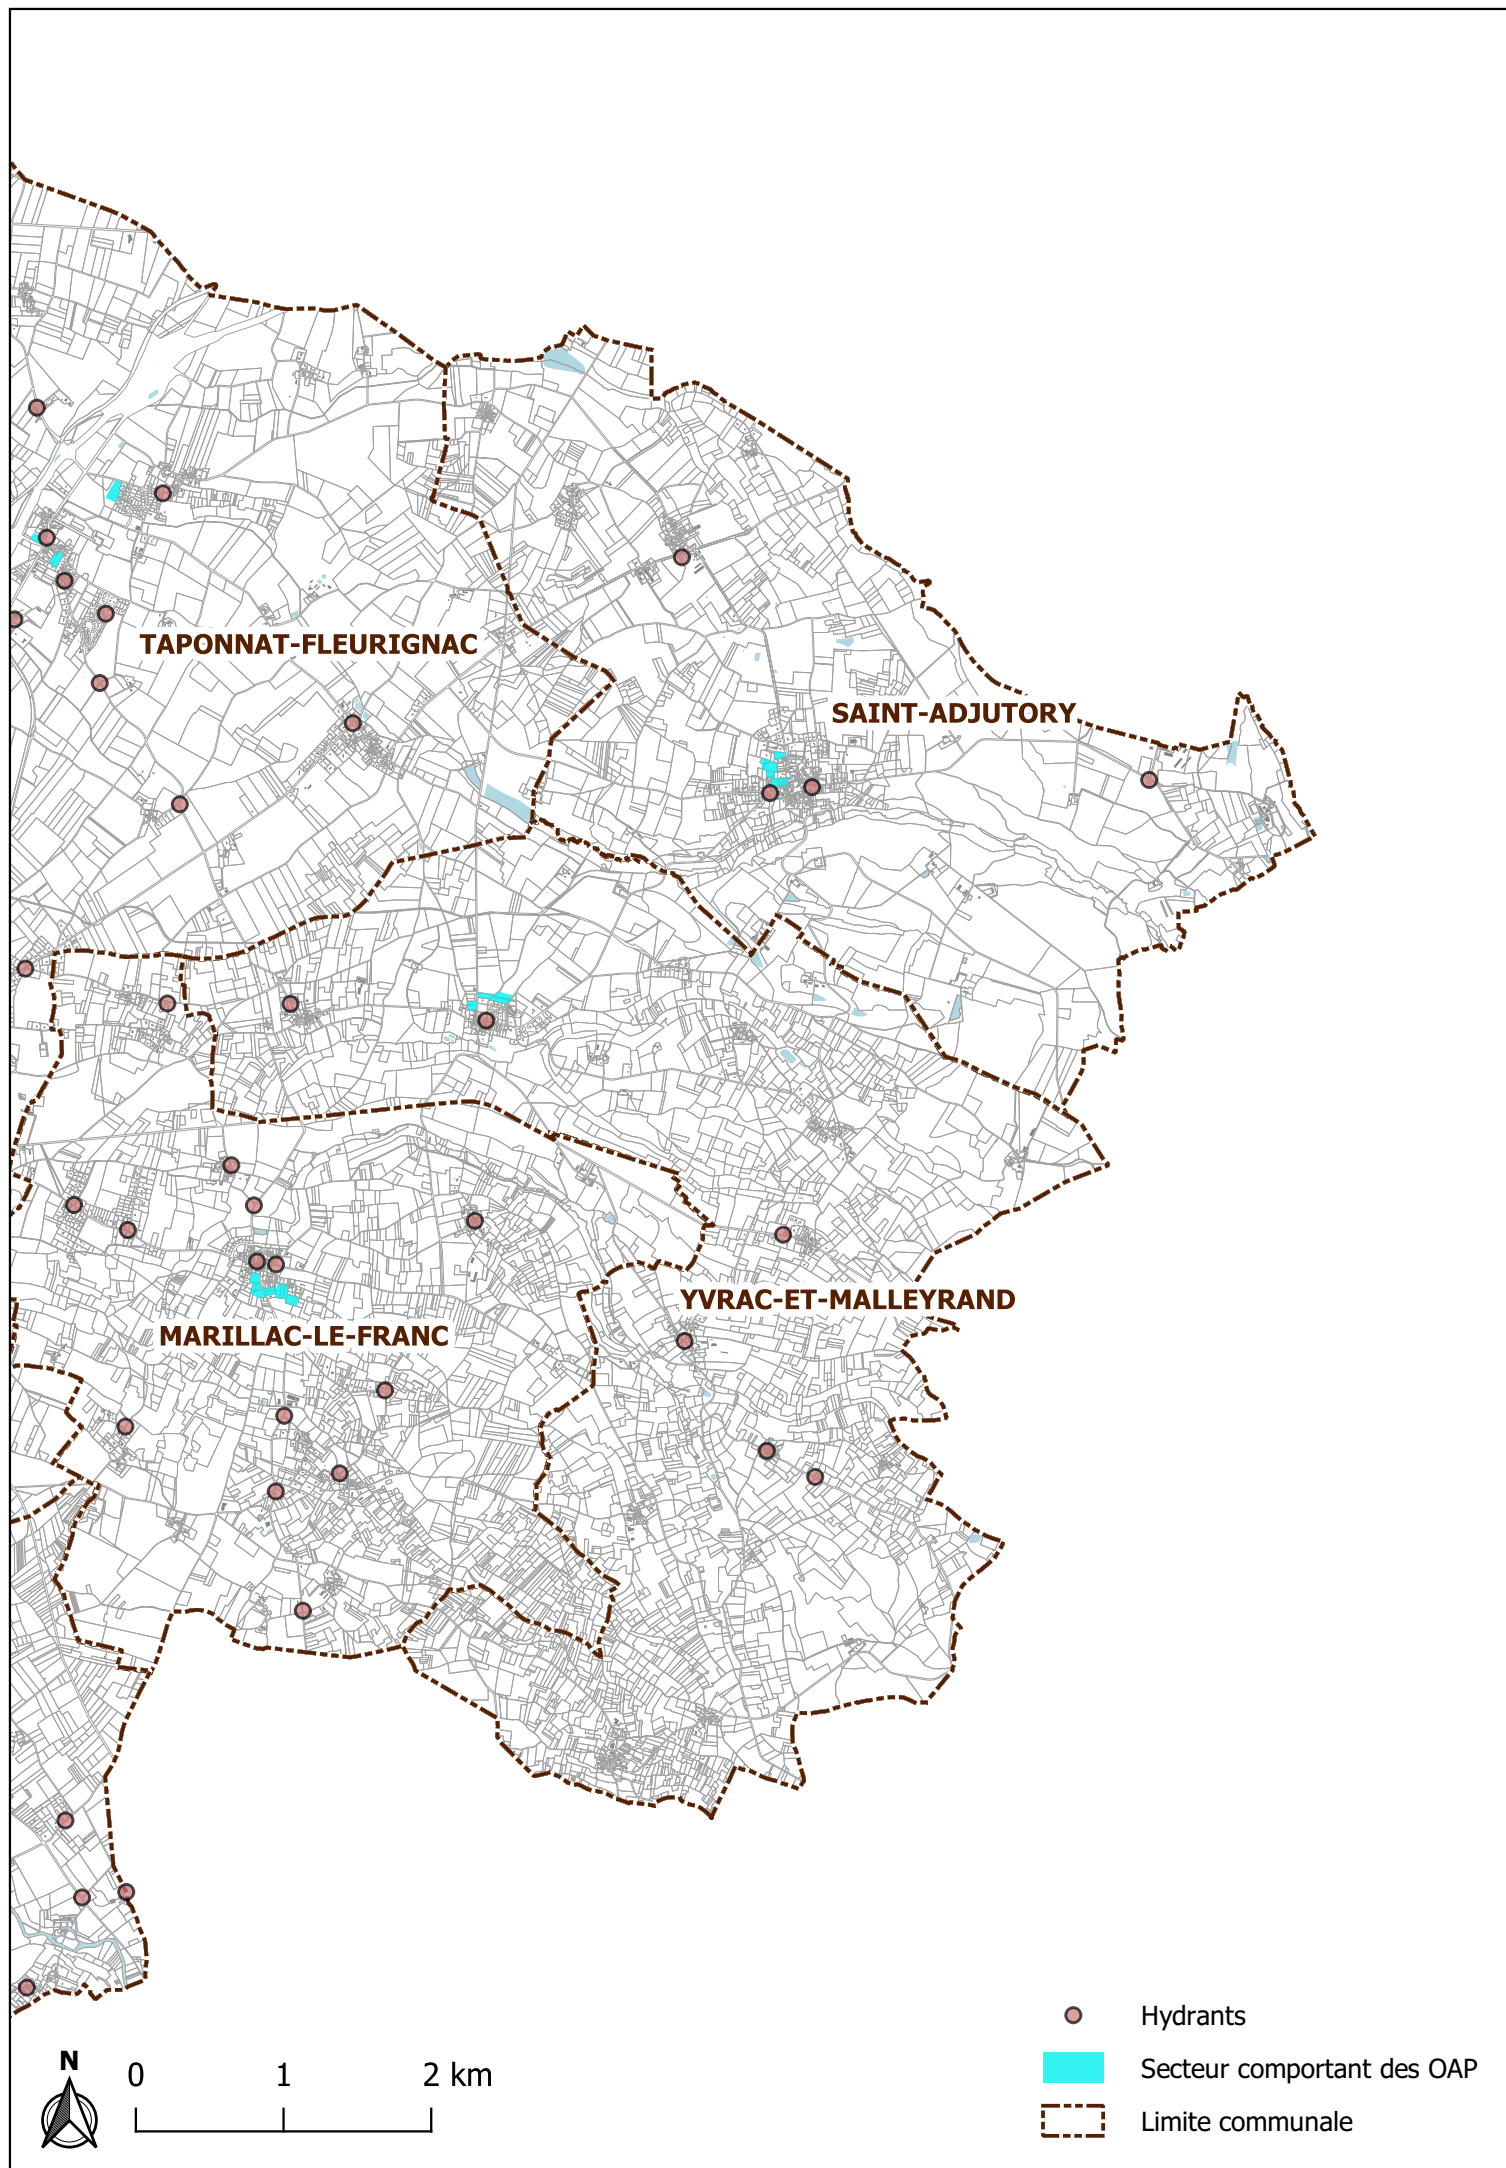 TAPONNAT-FLEURIGNAC
SAINT-ADJUTORY
YVRAC-ET-MALLEYRAND
MARILLAC-LE-FRANC
N
0 1 2 km
Hydrants
Secteur comportant des OAP
Limite communale